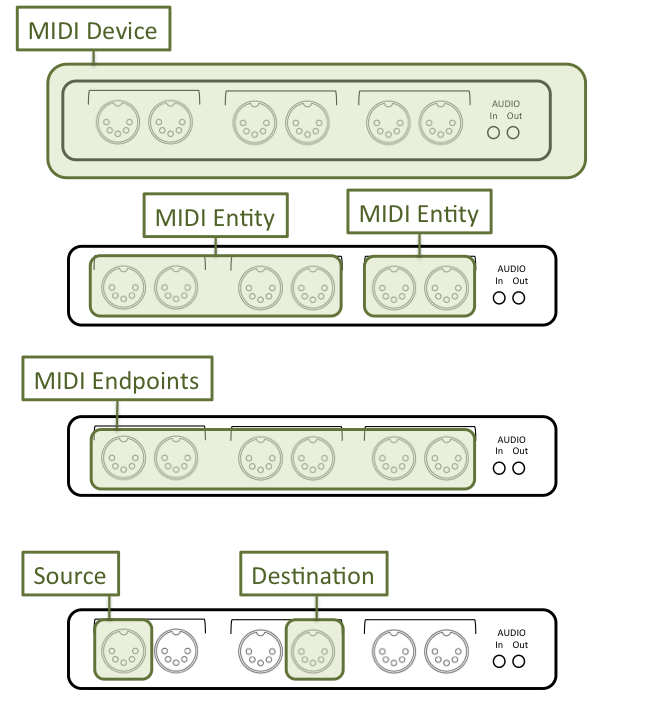 MIDI Device
AUDIO
In Out
MIDI Entity
MIDI Entity
AUDIO
In Out
MIDI Endpoints
AUDIO
In Out
Source
Destination
AUDIO
In Out